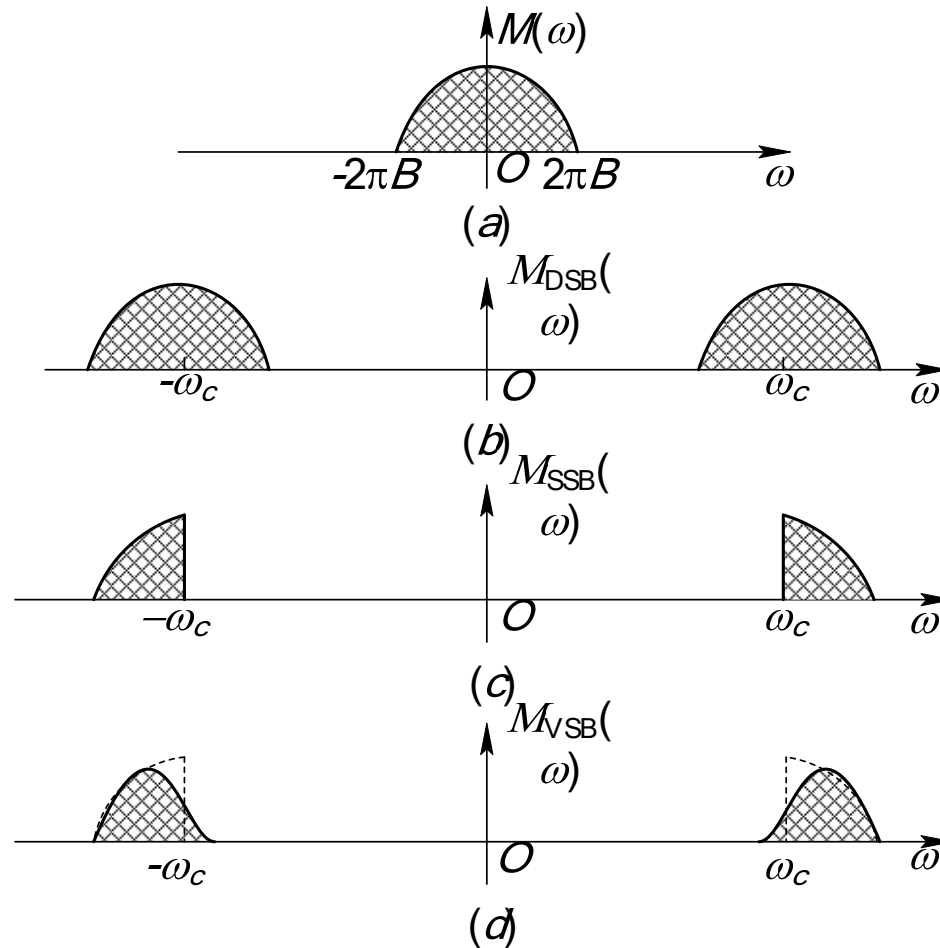 M(ω)
-2πB O 2πB ω
(a)
M_DSB(
ω)
-ω_c O ω_c ω
(b)
M_SSB(
ω)
-ω_c O ω_c ω
(c)
M_VSB(
ω)
-ω_c O ω_c ω
(d)